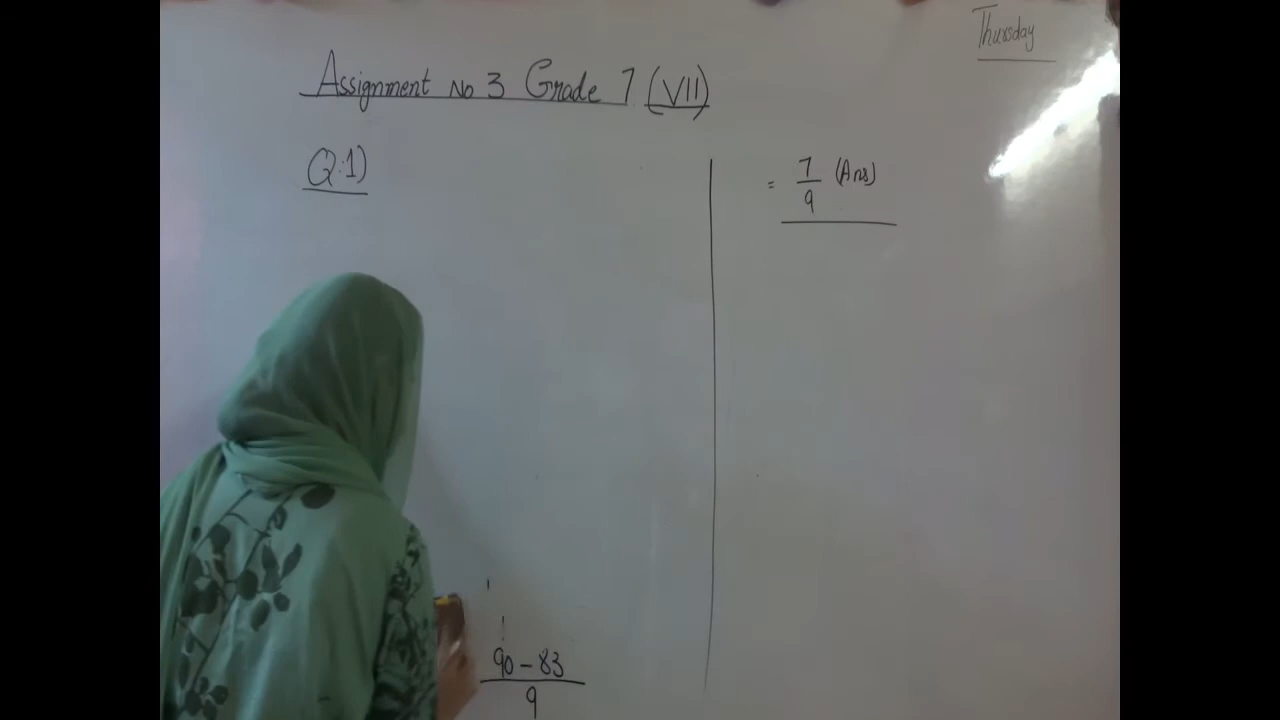 Thursday
Assignment No 3 Grade 7 (VII)
Q:1)
90 - 83
9
= 7
9 (Ans)